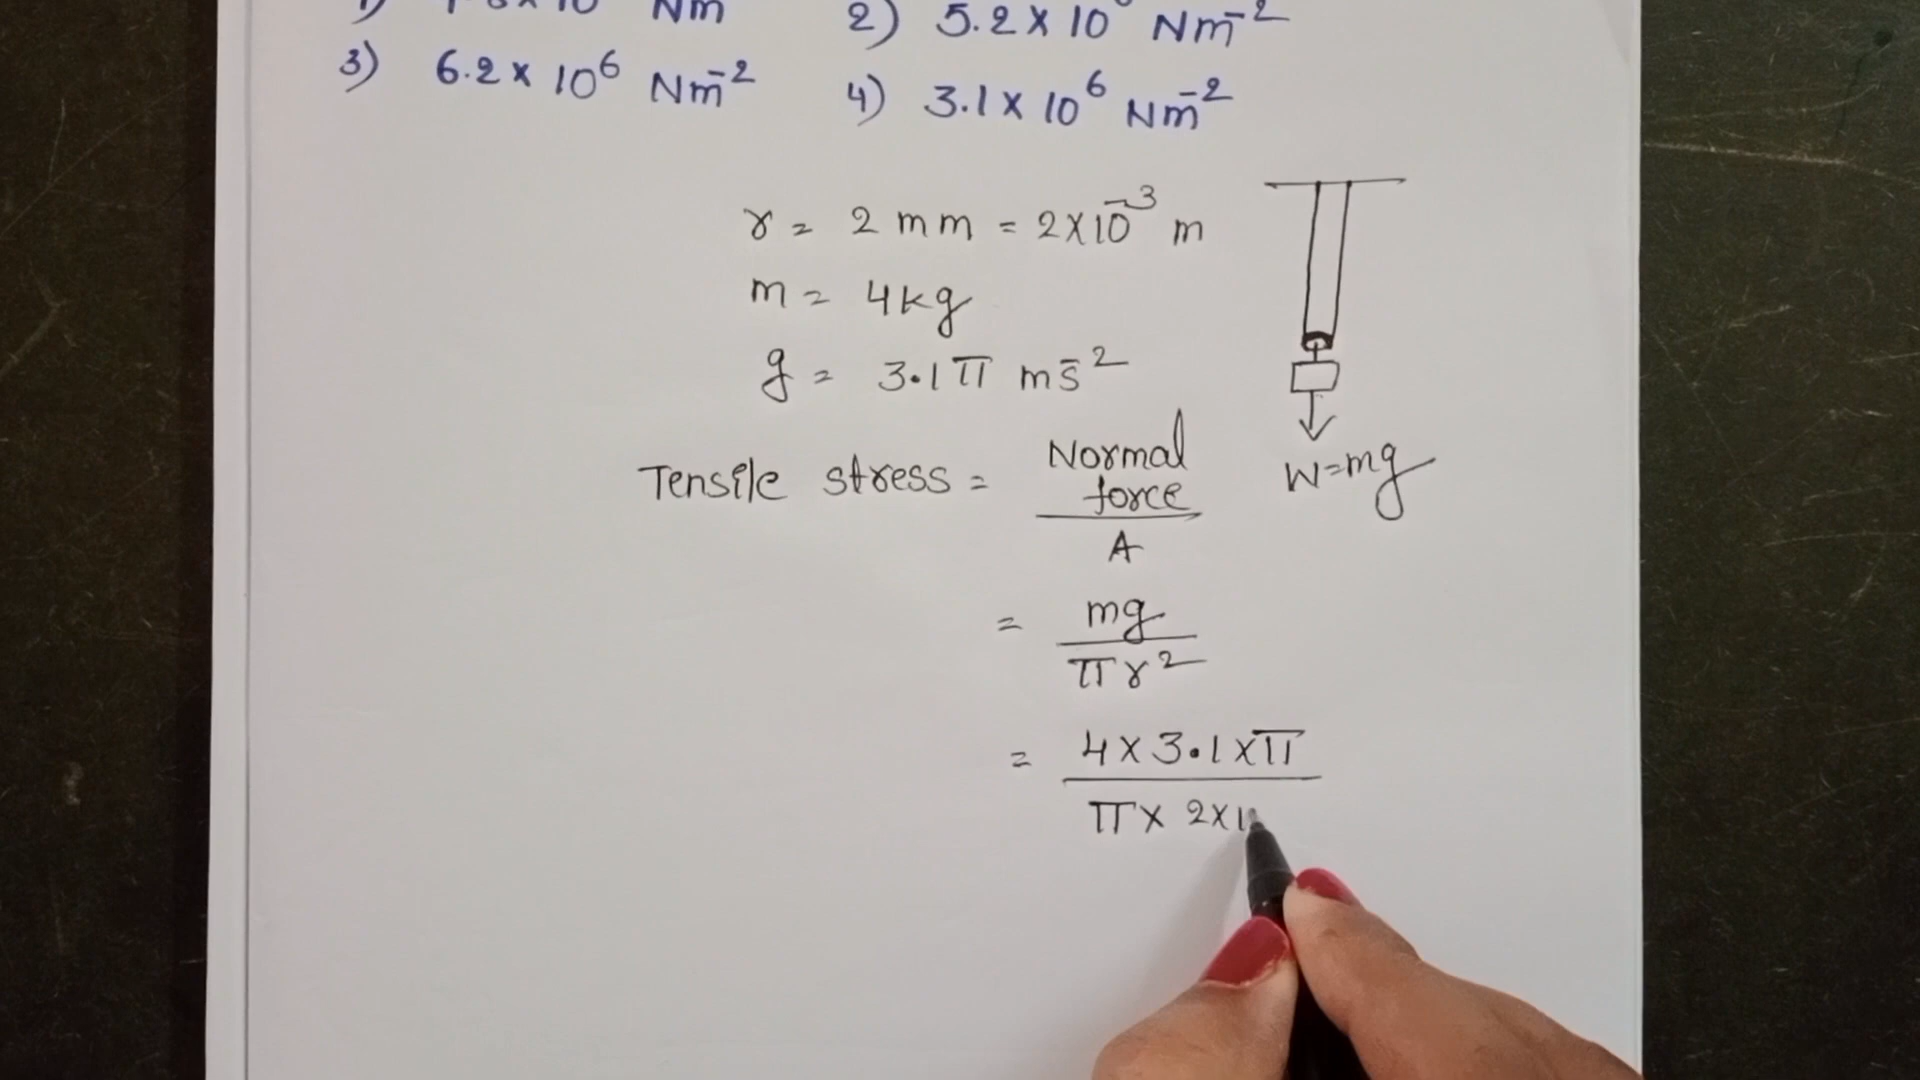 Nm 2) 5.2 × 10 Nm⁻²
3) 6.2 × 10⁶ Nm⁻² 4) 3.1 × 10⁶ Nm⁻²
r = 2 mm = 2×10⁻³ m
m = 4kg
g = 3.1π ms⁻²
Tensile stress = Normal force / A
W=mg
= mg / πr²
= 4 × 3.1 × π / π × 2×1